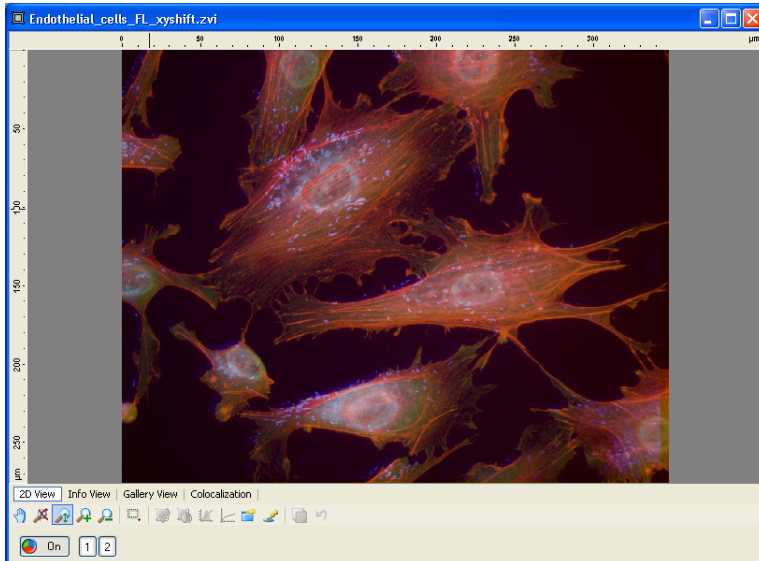 Endothelial_cells_FL_xyshift.zvi
0 50 100 150 200 250 300 µm
50
100
150
200
250
µm
2D View Info View Gallery View Colocalization
On 1 2